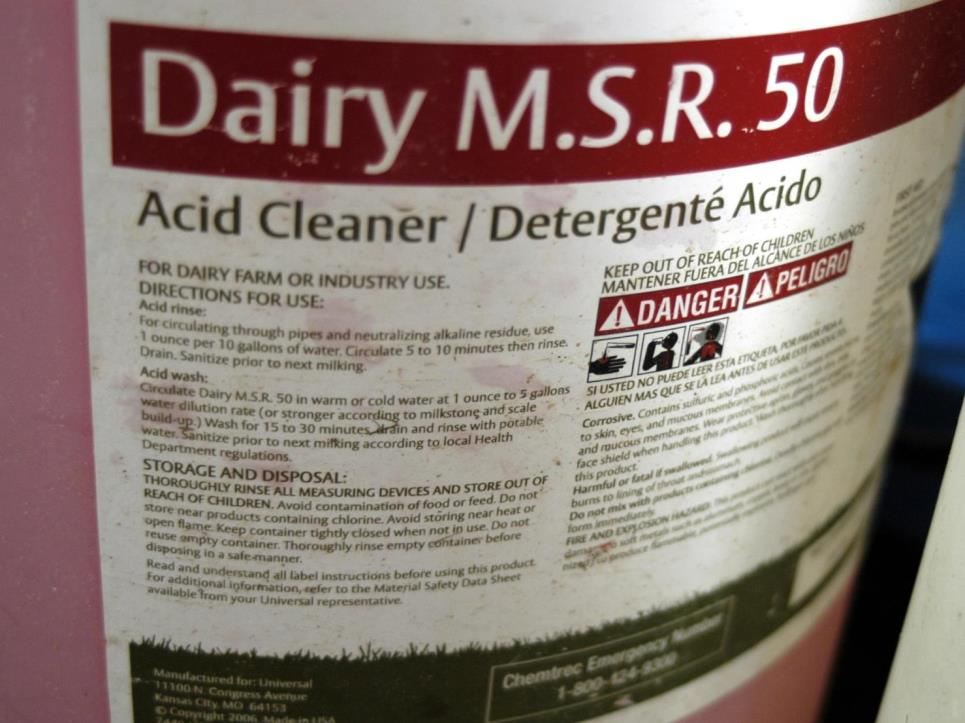 Dairy M.S.R. 50
Acid Cleaner / Detergenté Acido
FOR DAIRY FARM OR INDUSTRY USE.
DIRECTIONS FOR USE:
Acid rinse:
For circulating through pipes and neutralizing alkaline residue, use
1 ounce per 10 gallons of water. Circulate 5 to 10 minutes then rinse.
Drain. Sanitize prior to next milking.
Acid wash:
Circulate Dairy M.S.R. 50 in warm or cold water at 1 ounce to 5 gallons
water dilution rate (or stronger according to milkstone and scale
build-up.) Wash for 15 to 30 minutes, drain and rinse with potable
water. Sanitize prior to next milking according to local Health
Department regulations.
STORAGE AND DISPOSAL:
THOROUGHLY RINSE ALL MEASURING DEVICES AND STORE OUT OF
REACH OF CHILDREN. Avoid contamination of food or feed. Do not
store near products containing chlorine. Avoid storing near heat or
open flame. Keep container tightly closed when not in use. Do not
reuse empty container. Thoroughly rinse empty container before
disposing in a safe manner.
Read and understand all label instructions before using this product.
For additional information, refer to the Material Safety Data Sheet
available from your Universal representative.
KEEP OUT OF REACH OF CHILDREN
MANTENER FUERA DEL ALCANCE DE LOS NIÑOS
DANGER PELIGRO
SI USTED NO PUEDE LEER ESTA ETIQUETA, POR FAVOR PIDA A
ALGUIEN MAS QUE SE LA LEA ANTES DE USAR ESTE PRODUCTO.
Corrosive. Contains sulfuric and phosphoric acids.
to skin, eyes, and mucous membranes. Avoid contact with
and mucous membranes. Wear protective
face shield when handling this product. Wash
this product.
Harmful or fatal if swallowed. Swallowing product will
burns to lining of throat and stomach.
Do not mix with products containing chlorine.
form immediately.
FIRE AND EXPLOSION HAZARD: This product
damage to soft metals such as aluminum,
to produce flammable
FIRST AID
Manufactured for: Universal
11100 N. Congress Avenue
Kansas City, MO 64153
© Copyright 2006 Made in USA
Chemtrec Emergency Number
1-800-424-9300